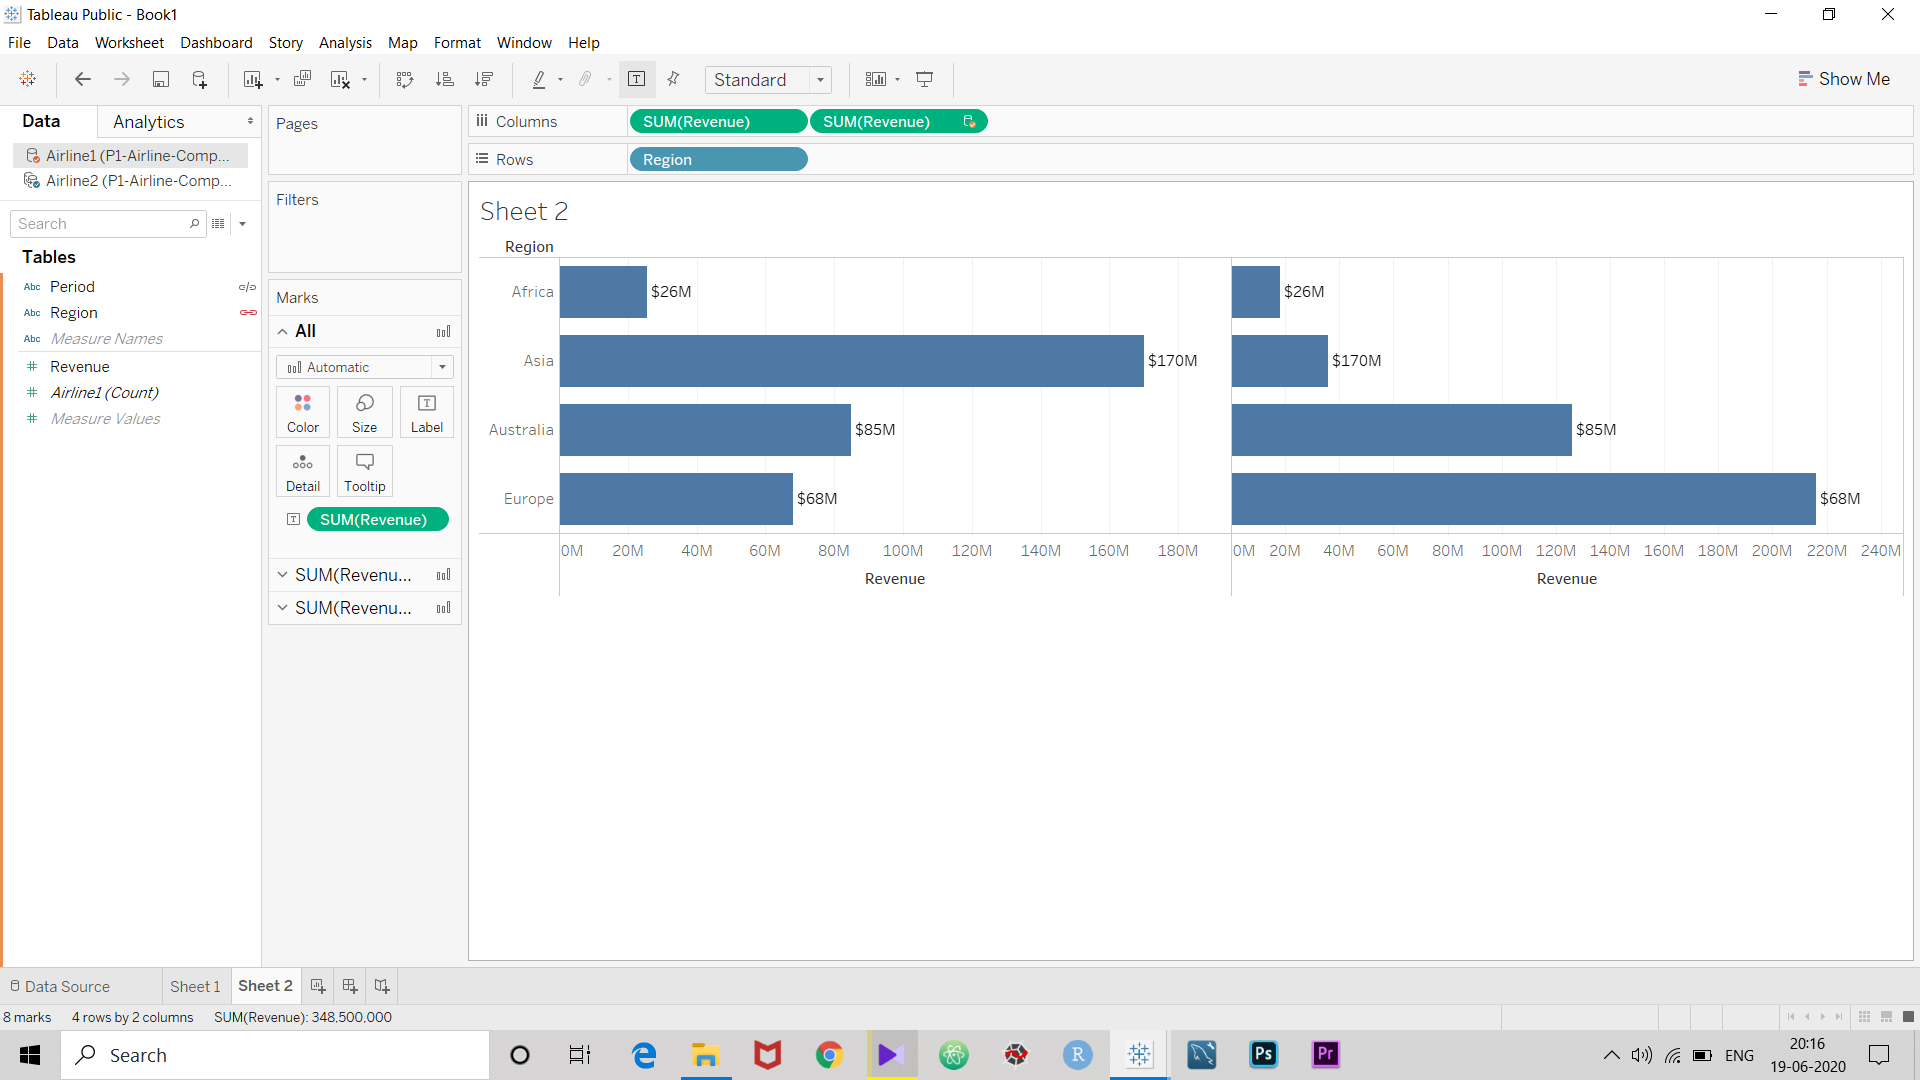 Tableau Public - Book1
File Data Worksheet Dashboard Story Analysis Map Format Window Help
Standard
Show Me
Data
Analytics
Airline1 (P1-Airline-Comp...
Airline2 (P1-Airline-Comp...
Search
Tables
Abc Period
Abc Region
Abc Measure Names
Revenue
Airline1 (Count)
Measure Values
Pages
Filters
Marks
All
Automatic
Color Size Label
Detail Tooltip
SUM(Revenue)
SUM(Revenu...
SUM(Revenu...
Columns SUM(Revenue) SUM(Revenue)
Rows Region
Sheet 2
Region
Africa $26M $26M
Asia $170M $170M
Australia $85M $85M
Europe $68M $68M
0M 20M 40M 60M 80M 100M 120M 140M 160M 180M 0M 20M 40M 60M 80M 100M 120M 140M 160M 180M 200M 220M 240M
Revenue Revenue
Data Source Sheet 1 Sheet 2
8 marks 4 rows by 2 columns SUM(Revenue): 348,500,000
Search
R
Ps
Pr
ENG
20:16
19-06-2020